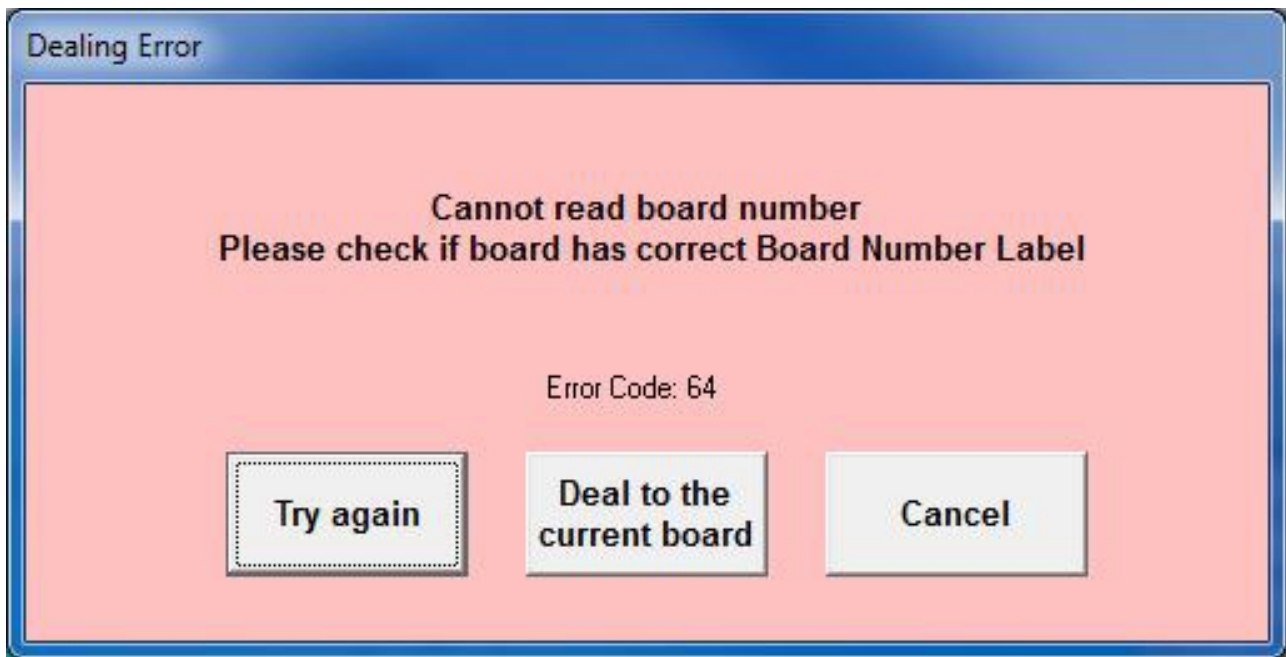 Dealing Error
Cannot read board number
Please check if board has correct Board Number Label
Error Code: 64
Try again
Deal to the
current board
Cancel